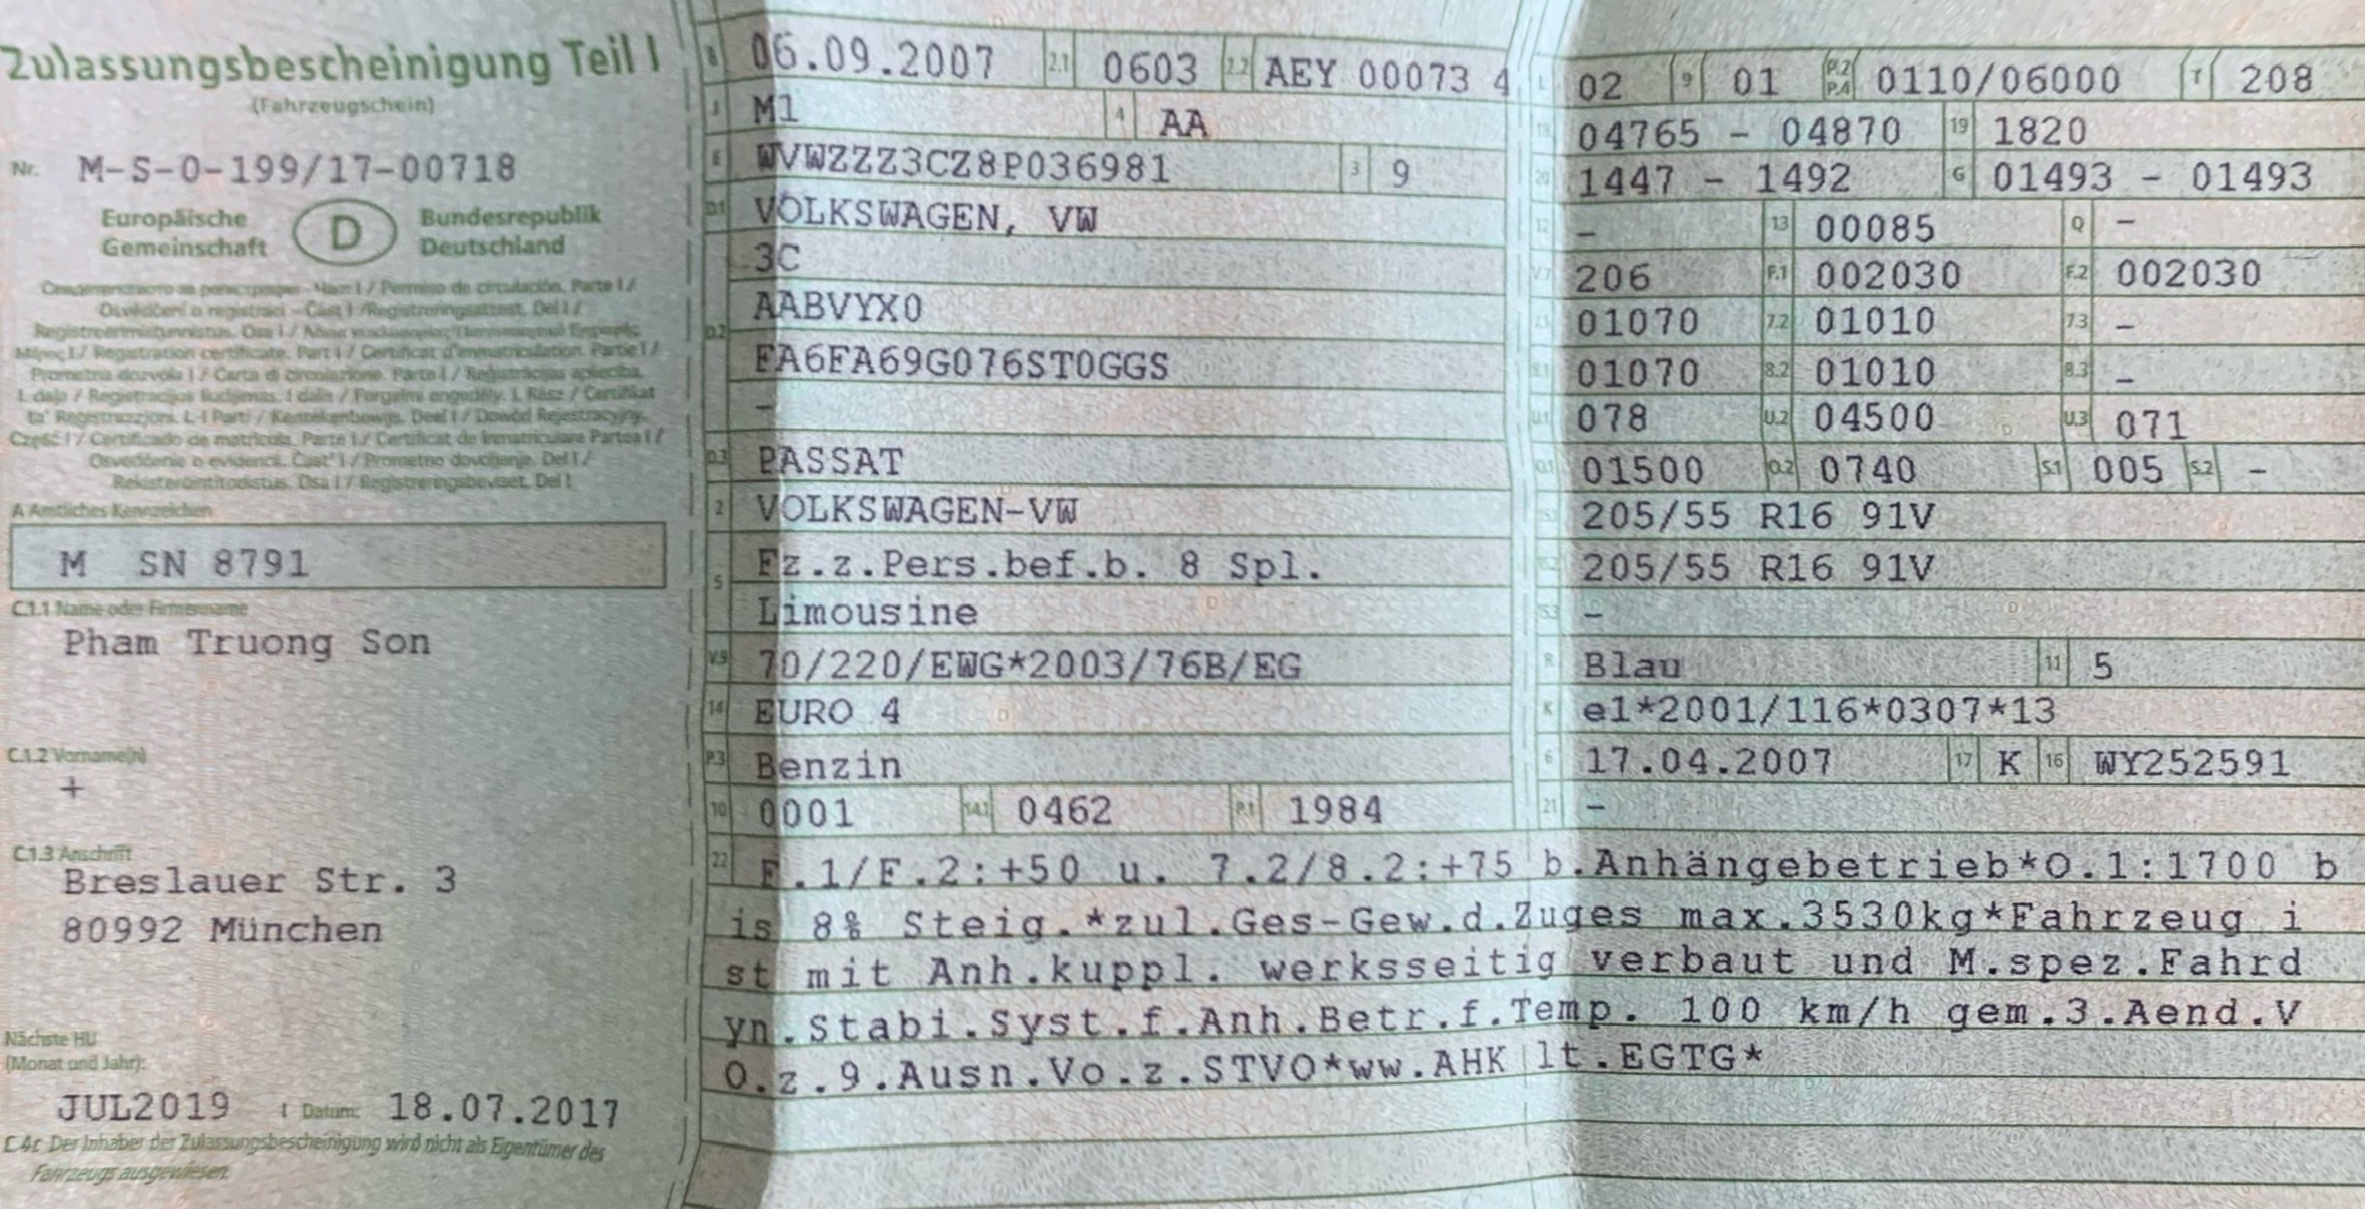 Zulassungsbescheinigung Teil I
(Fahrzeugschein)
Nr. M-S-0-199/17-00718
Europäische Gemeinschaft D Bundesrepublik Deutschland
Registration certificate. Part I / Certificat d'immatriculation. Partie I /
A Amtliches Kennzeichen
M SN 8791
C.1.1 Name oder Firmenname
Pham Truong Son
C.1.2 Vorname(n)
+
C.1.3 Anschrift
Breslauer Str. 3
80992 München
Nächste HU
(Monat und Jahr):
JUL2019 I Datum: 18.07.2017
C.4c Der Inhaber der Zulassungsbescheinigung wird nicht als Eigentümer des
Fahrzeugs ausgewiesen.
B 06.09.2007 2.1 0603 2.2 AEY 00073 4
J M1 4 AA
E WVWZZZ3CZ8P036981 3 9
D.1 VOLKSWAGEN, VW
3C
D.2 AABVYX0
FA6FA69G076ST0GGS
-
D.3 PASSAT
2 VOLKSWAGEN-VW
5 Fz.z.Pers.bef.b. 8 Spl.
Limousine
V.9 70/220/EWG*2003/76B/EG
14 EURO 4
P.3 Benzin
10 0001 14.1 0462 P.1 1984
L 02 9 01 P.2 P.4 0110/06000 T 208
18 04765 - 04870 19 1820
20 1447 - 1492 G 01493 - 01493
12 - 13 00085 Q -
V.7 206 F.1 002030 F.2 002030
7.1 01070 7.2 01010 7.3 -
8.1 01070 8.2 01010 8.3 -
U.1 078 U.2 04500 U.3 071
O.1 01500 O.2 0740 S.1 005 S.2 -
15.1 205/55 R16 91V
15.2 205/55 R16 91V
15.3 -
R Blau 11 5
K e1*2001/116*0307*13
6 17.04.2007 17 K 16 WY252591
21 -
22 F.1/F.2:+50 u. 7.2/8.2:+75 b.Anhängebetrieb*O.1:1700 b
is 8% Steig.*zul.Ges-Gew.d.Zuges max.3530kg*Fahrzeug i
st mit Anh.kuppl. werksseitig verbaut und M.spez.Fahrd
yn.Stabi.Syst.f.Anh.Betr.f.Temp. 100 km/h gem.3.Aend.V
O.z.9.Ausn.Vo.z.STVO*ww.AHK lt.EGTG*